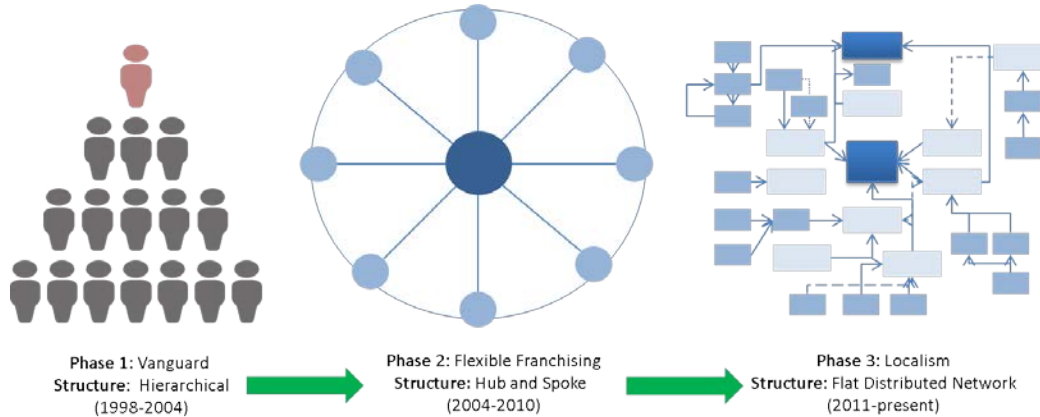 Phase 1: Vanguard
Structure: Hierarchical
(1998-2004)
Phase 2: Flexible Franchising
Structure: Hub and Spoke
(2004-2010)
Phase 3: Localism
Structure: Flat Distributed Network
(2011-present)